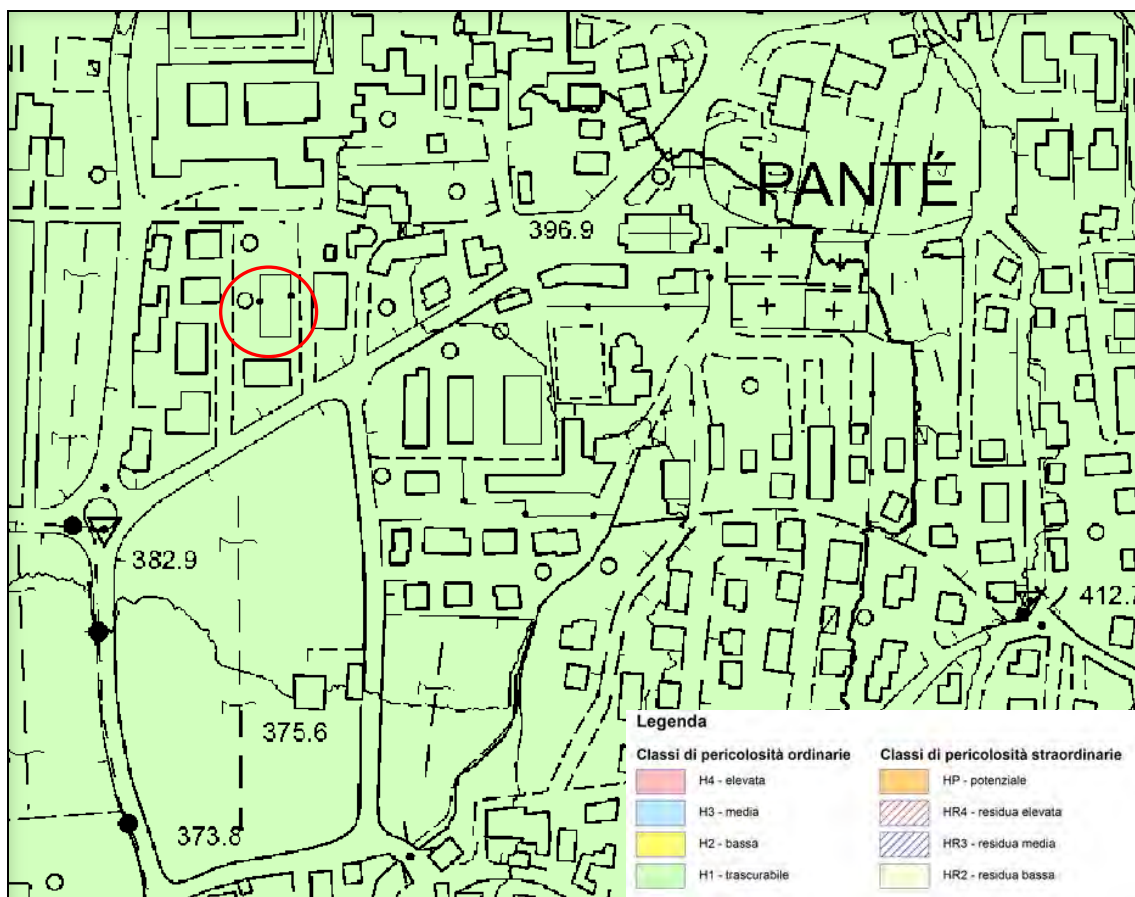 PANTÉ
396.9
382.9
412.
375.6
373.8
Legenda
Classi di pericolosità ordinarie
H4 - elevata
H3 - media
H2 - bassa
H1 - trascurabile
Classi di pericolosità straordinarie
HP - potenziale
HR4 - residua elevata
HR3 - residua media
HR2 - residua bassa